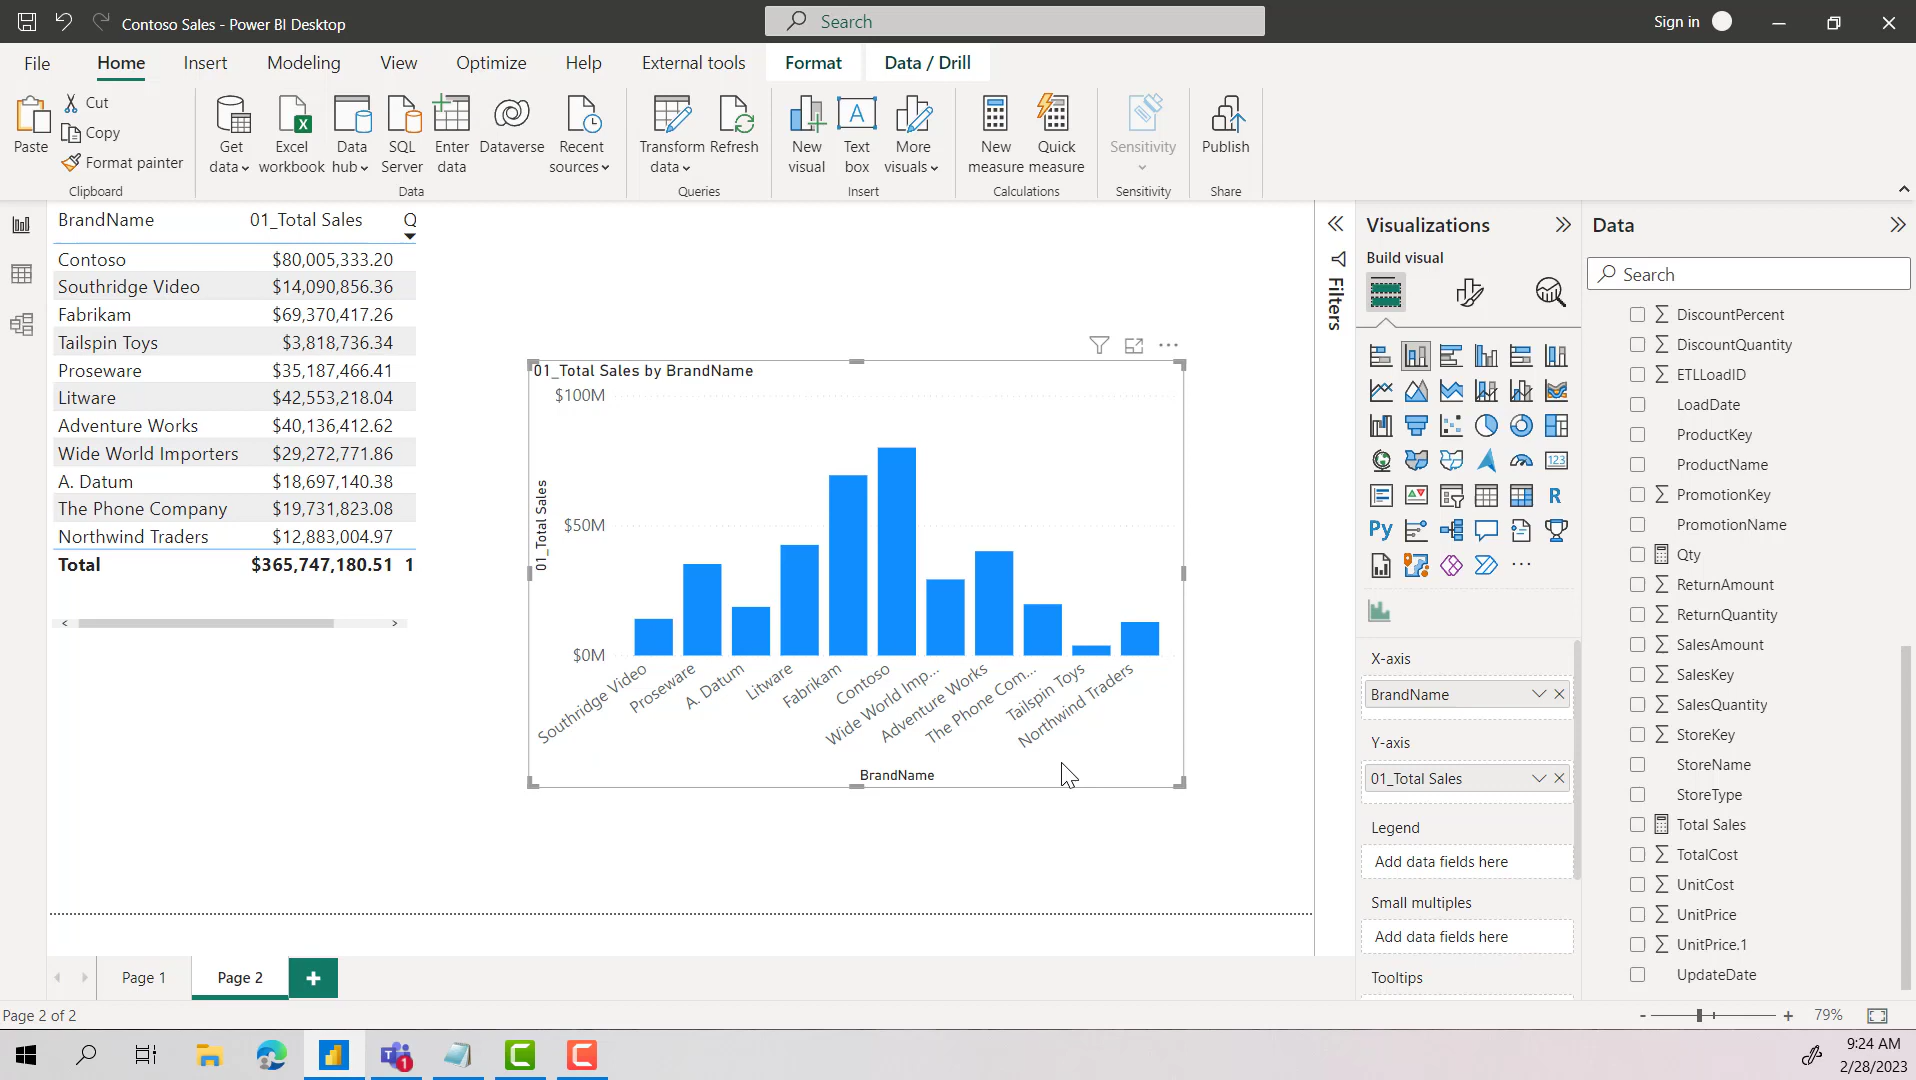 Contoso Sales - Power BI Desktop
Search
Sign in
File Home Insert Modeling View Optimize Help External tools Format Data / Drill
Paste
Cut
Copy
Format painter
Clipboard
Get data
Excel workbook
Data hub
SQL Server
Enter data
Dataverse
Recent sources
Data
Transform data
Refresh
Queries
New visual
Text box
More visuals
Insert
New measure
Quick measure
Calculations
Sensitivity
Sensitivity
Publish
Share
BrandName 01_Total Sales Q
Contoso $80,005,333.20
Southridge Video $14,090,856.36
Fabrikam $69,370,417.26
Tailspin Toys $3,818,736.34
Proseware $35,187,466.41
Litware $42,553,218.04
Adventure Works $40,136,412.62
Wide World Importers $29,272,771.86
A. Datum $18,697,140.38
The Phone Company $19,731,823.08
Northwind Traders $12,883,004.97
Total $365,747,180.51 1
01_Total Sales by BrandName
$100M
$50M
$0M
01_Total Sales
Southridge Video
Proseware
A. Datum
Litware
Fabrikam
Contoso
Wide World Imp...
Adventure Works
The Phone Com...
Tailspin Toys
Northwind Traders
BrandName
Filters
Visualizations
Build visual
123
R
Py
X-axis
BrandName
Y-axis
01_Total Sales
Legend
Add data fields here
Small multiples
Add data fields here
Tooltips
Data
Search
DiscountPercent
DiscountQuantity
ETLLoadID
LoadDate
ProductKey
ProductName
PromotionKey
PromotionName
Qty
ReturnAmount
ReturnQuantity
SalesAmount
SalesKey
SalesQuantity
StoreKey
StoreName
StoreType
Total Sales
TotalCost
UnitCost
UnitPrice
UnitPrice.1
UpdateDate
Page 1
Page 2
Page 2 of 2
79%
1
9:24 AM
2/28/2023